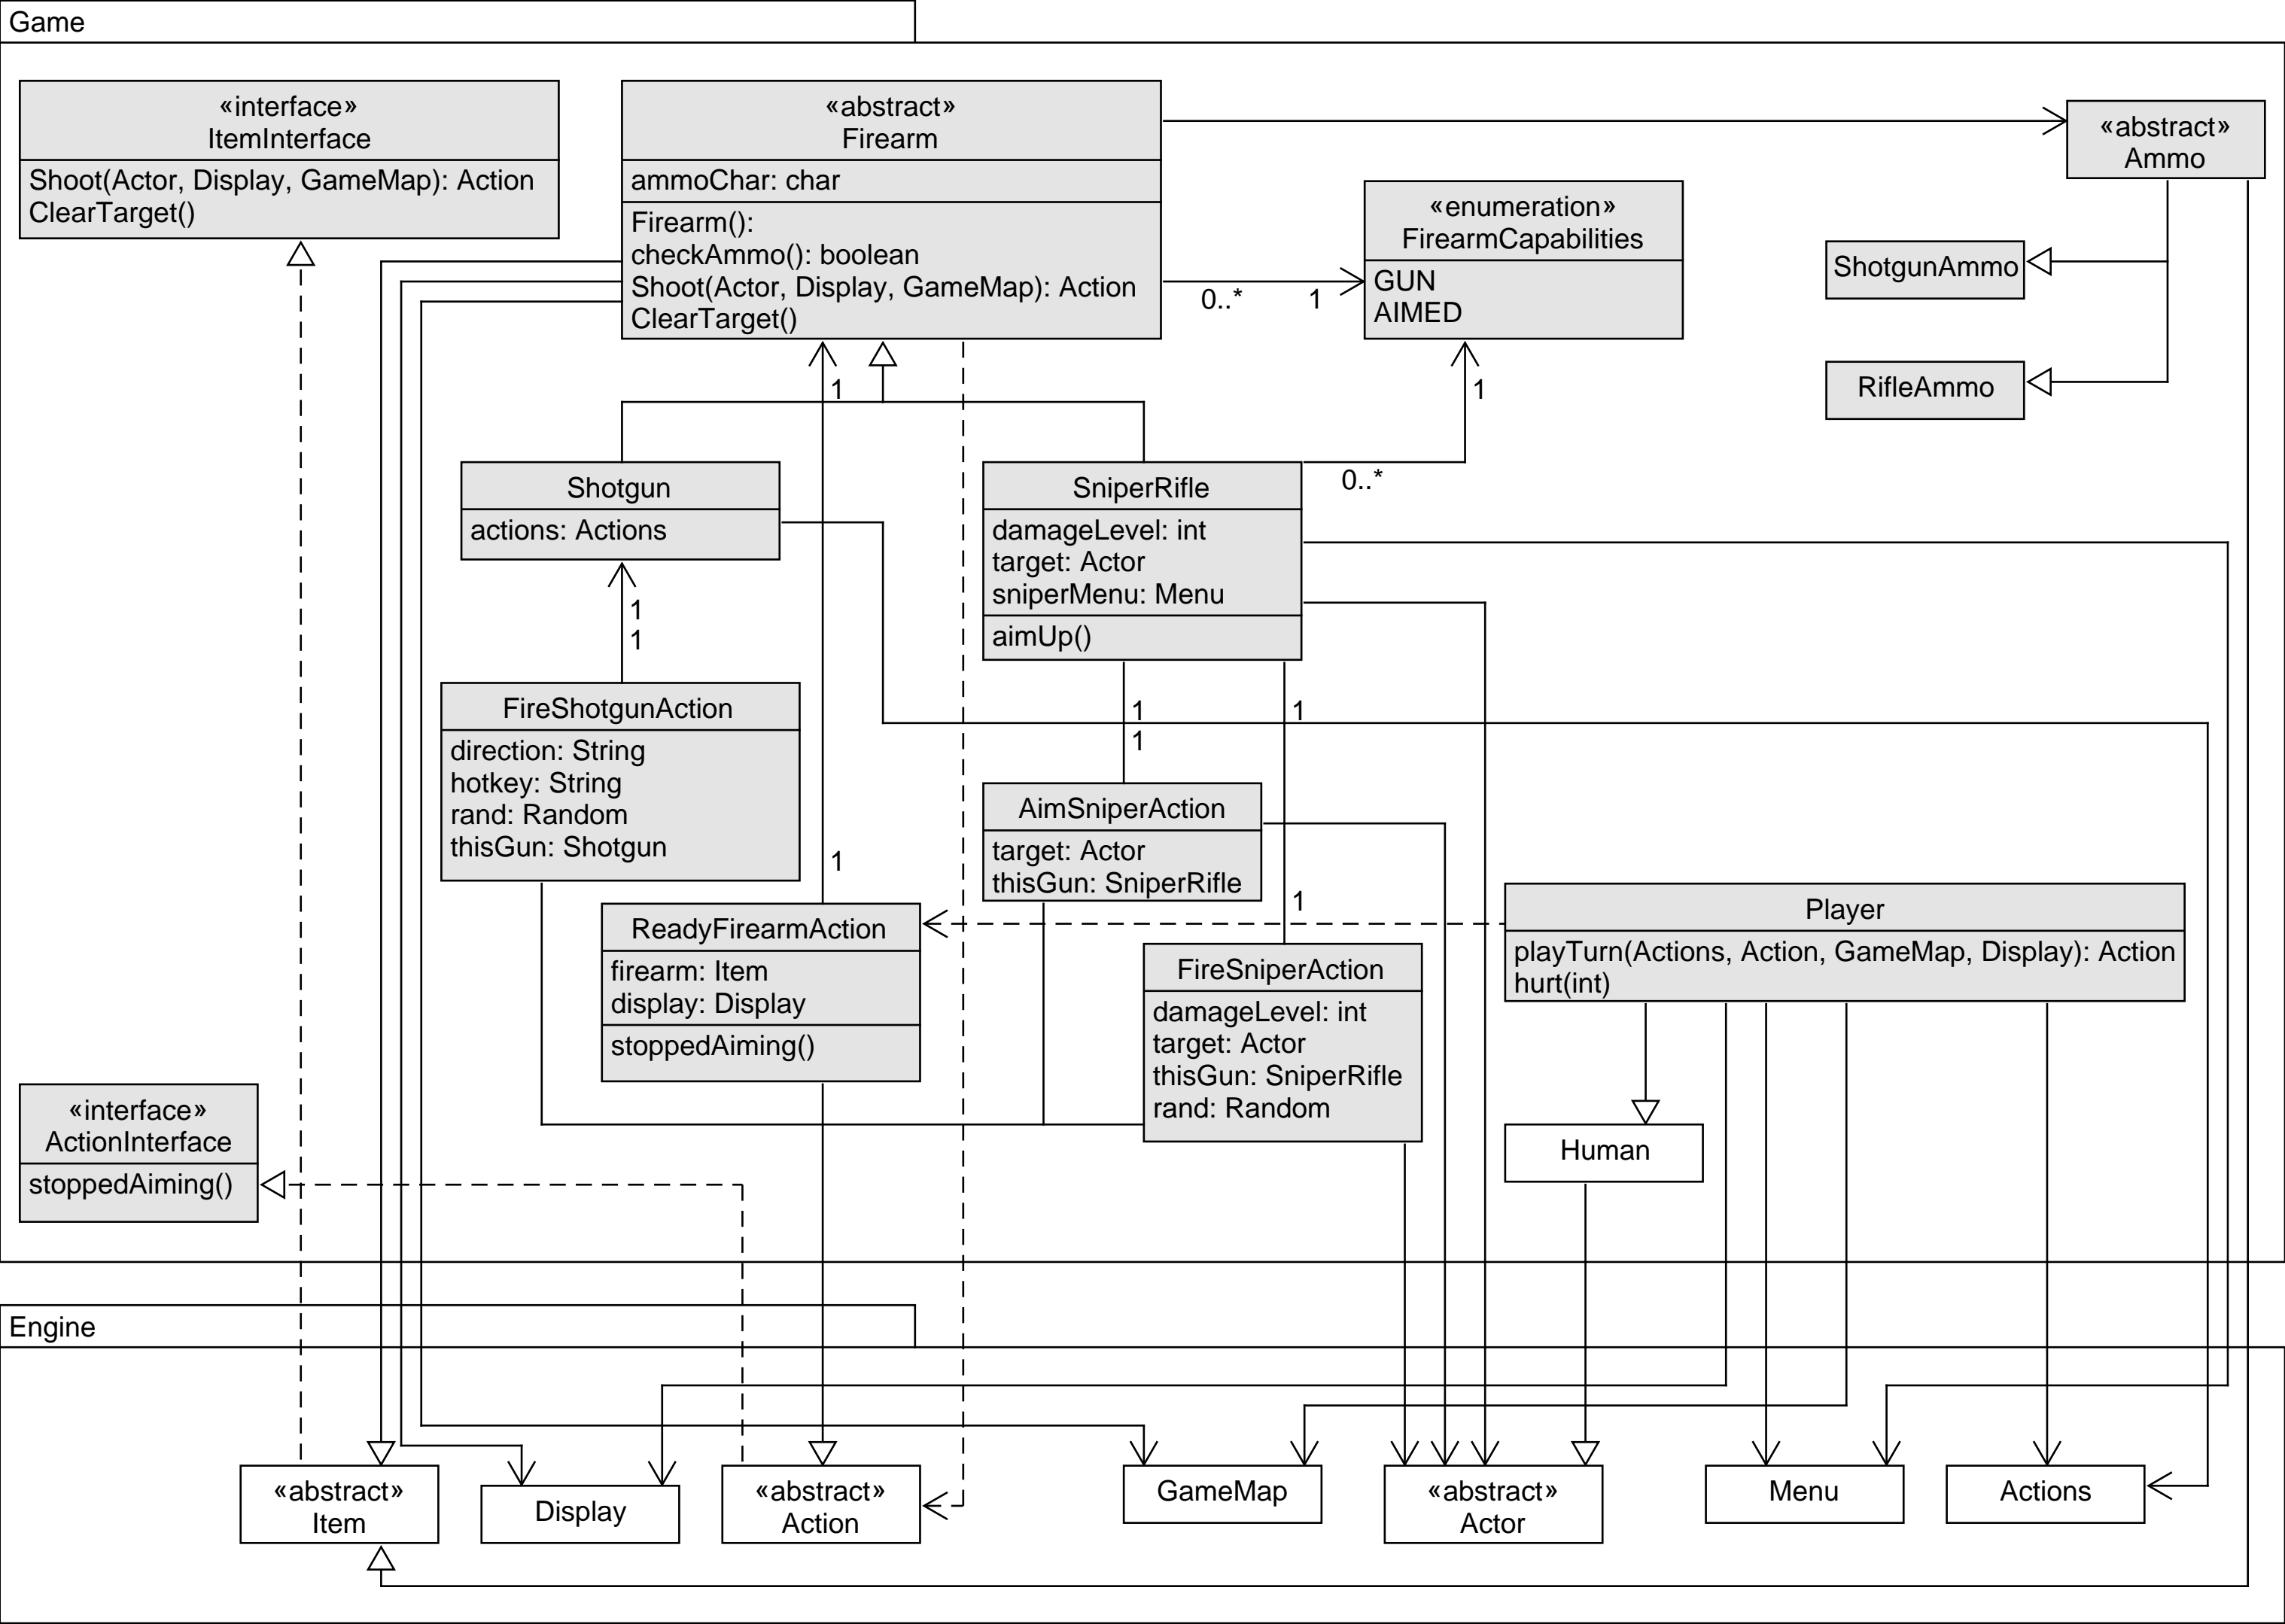 Game
«interface»
ItemInterface
Shoot(Actor, Display, GameMap): Action
ClearTarget()
«abstract»
Firearm
ammoChar: char
Firearm():
checkAmmo(): boolean
Shoot(Actor, Display, GameMap): Action
ClearTarget()
«enumeration»
FirearmCapabilities
GUN
AIMED
«abstract»
Ammo
ShotgunAmmo
RifleAmmo
0..*
1
1
1
0..*
Shotgun
actions: Actions
SniperRifle
damageLevel: int
target: Actor
sniperMenu: Menu
aimUp()
1
1
1
1
1
FireShotgunAction
direction: String
hotkey: String
rand: Random
thisGun: Shotgun
AimSniperAction
target: Actor
thisGun: SniperRifle
1
1
ReadyFirearmAction
firearm: Item
display: Display
stoppedAiming()
FireSniperAction
damageLevel: int
target: Actor
thisGun: SniperRifle
rand: Random
Player
playTurn(Actions, Action, GameMap, Display): Action
hurt(int)
Human
«interface»
ActionInterface
stoppedAiming()
Engine
«abstract»
Item
Display
«abstract»
Action
GameMap
«abstract»
Actor
Menu
Actions